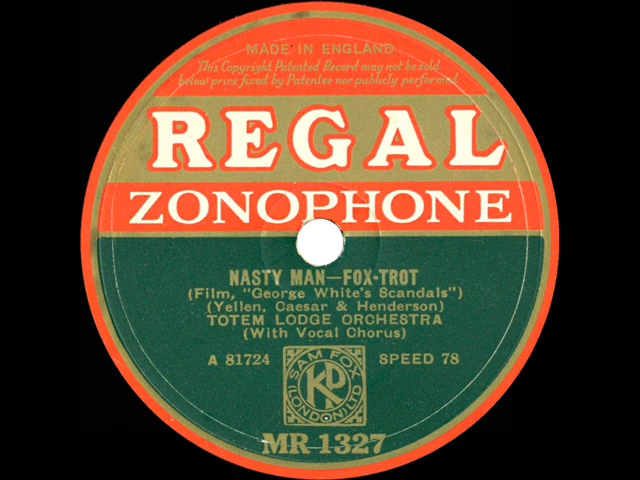 MADE IN ENGLAND
This Copyright Patented Record may not be sold
below price fixed by Patentee nor publicly performed.
REGAL
ZONOPHONE
NASTY MAN—FOX-TROT
(Film, "George White's Scandals")
(Yellen, Caesar & Henderson)
TOTEM LODGE ORCHESTRA
(With Vocal Chorus)
A 81724 SPEED 78
SAM FOX
KP
(LONDON) LTD
MR 1327